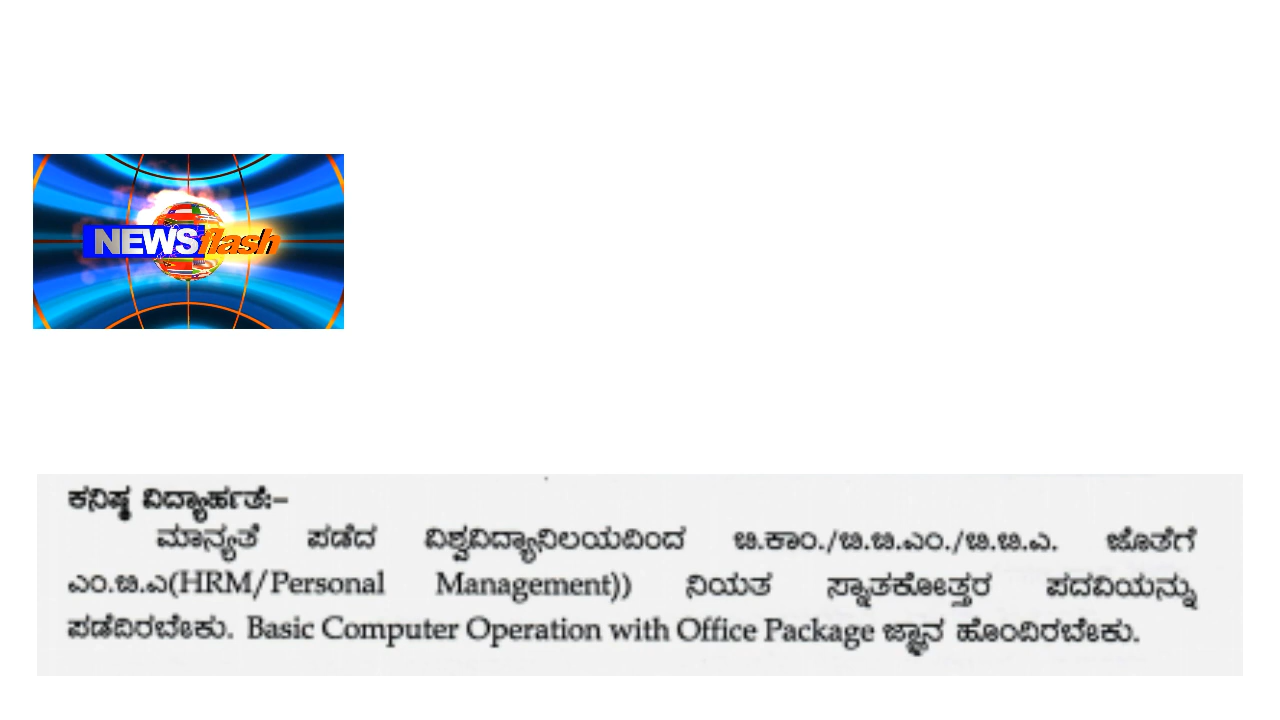 NEWSflash
ಕನಿಷ್ಠ ವಿದ್ಯಾರ್ಹತೆ:-
ಮಾನ್ಯತೆ ಪಡೆದ ವಿಶ್ವವಿದ್ಯಾನಿಲಯದಿಂದ ಬಿ.ಕಾಂ./ಬಿ.ಬಿ.ಎಂ./ಬಿ.ಬಿ.ಎ. ಜೊತೆಗೆ
ಎಂ.ಬಿ.ಎ(HRM/Personal Management)) ನಿಯತ ಸ್ನಾತಕೋತ್ತರ ಪದವಿಯನ್ನು
ಪಡೆದಿರಬೇಕು. Basic Computer Operation with Office Package ಜ್ಞಾನ ಹೊಂದಿರಬೇಕು.